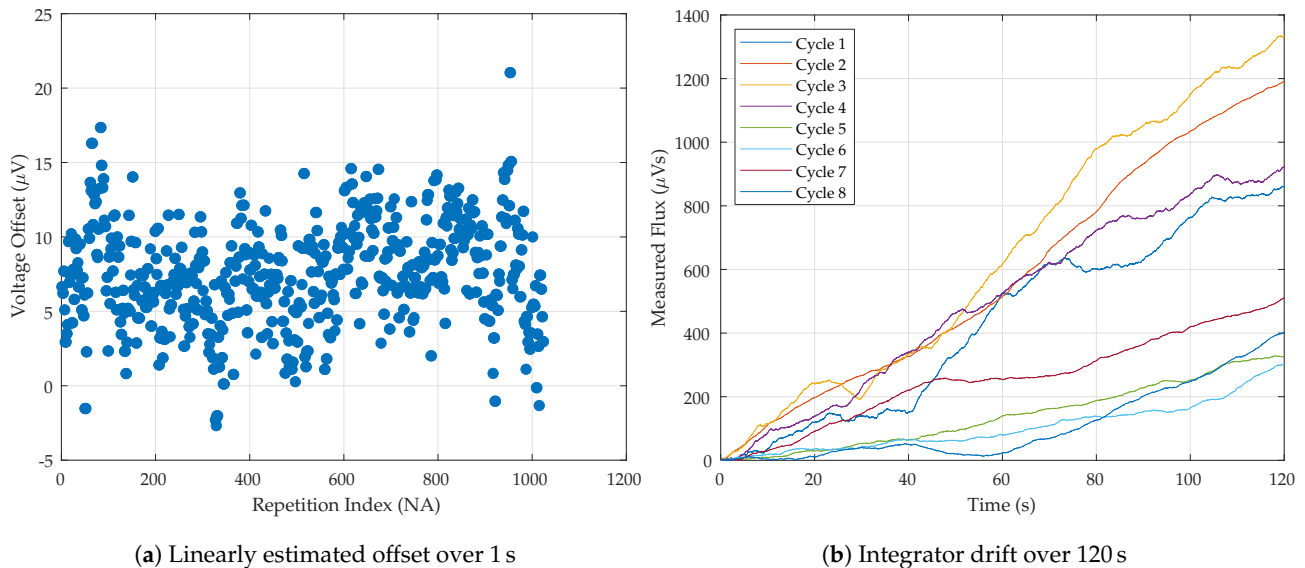 25
20
15
10
5
0
-5
Voltage Offset (μV)
0 200 400 600 800 1000 1200
Repetition Index (NA)
(a) Linearly estimated offset over 1 s
1400
1200
1000
800
600
400
200
0
Measured Flux (μVs)
Cycle 1
Cycle 2
Cycle 3
Cycle 4
Cycle 5
Cycle 6
Cycle 7
Cycle 8
0 20 40 60 80 100 120
Time (s)
(b) Integrator drift over 120 s